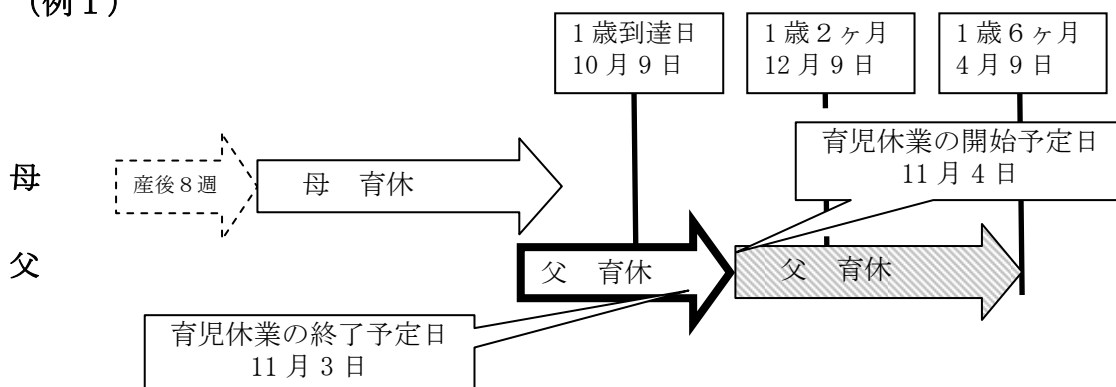 （例１）
１歳到達日
10月９日
１歳２ヶ月
12月９日
１歳６ヶ月
４月９日
育児休業の開始予定日
11月４日
母
産後８週
母　育休
父
父　育休
父　育休
育児休業の終了予定日
11月３日